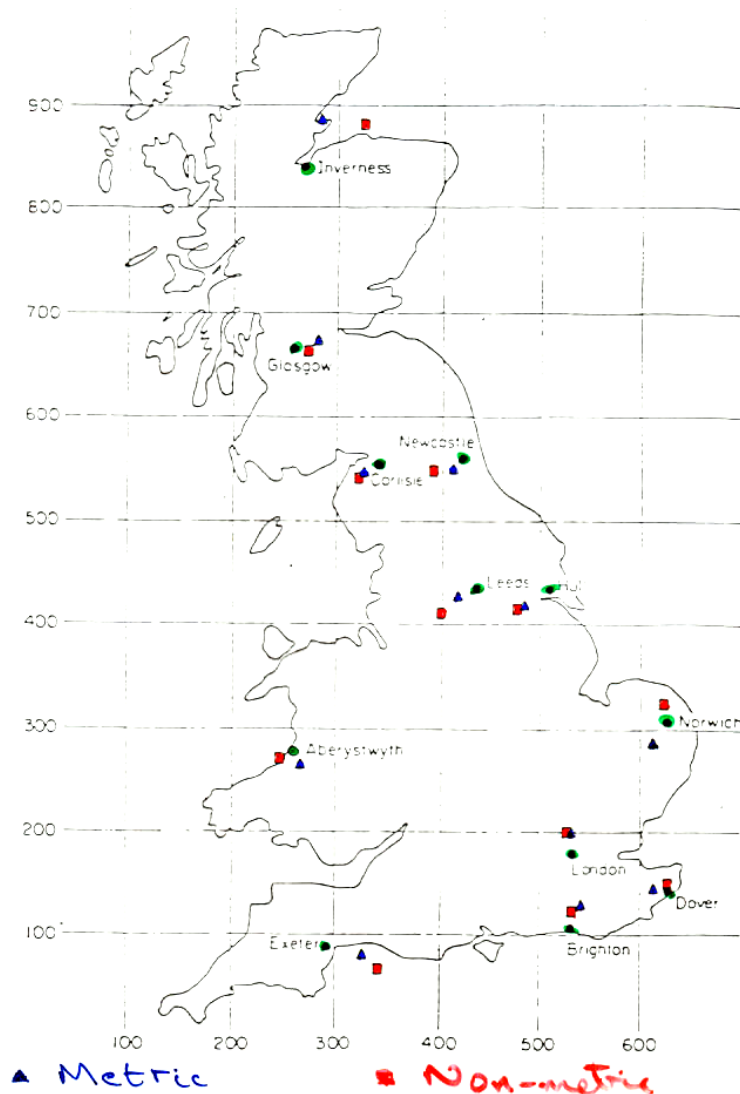 900
Inverness
800
700
Glasgow
600
Newcastle
Carlisle
500
Leeds Hull
400
300
Norwich
Aberystwyth
200
London
Dover
100
Exeter
Brighton
100 200 300 400 500 600
Metric Non-metric